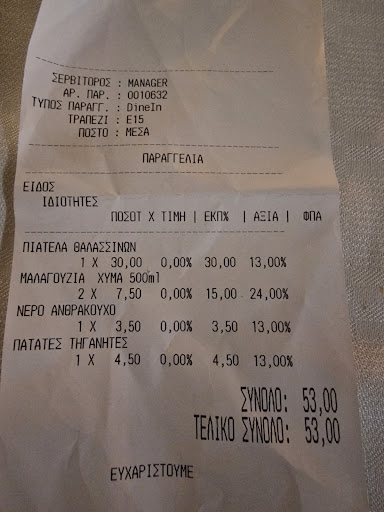 ΣΕΡΒΙΤΟΡΟΣ : MANAGER
ΑΡ. ΠΑΡ. : 0010632
ΤΥΠΟΣ ΠΑΡΑΓΓ. : DineIn
ΤΡΑΠΕΖΙ : E15
ΠΟΣΤΟ : ΜΕΣΑ
ΠΑΡΑΓΓΕΛΙΑ
ΕΙΔΟΣ
ΙΔΙΟΤΗΤΕΣ
ΠΟΣΟΤ Χ ΤΙΜΗ | ΕΚΠ% | ΑΞΙΑ | ΦΠΑ
ΠΙΑΤΕΛΑ ΘΑΛΑΣΣΙΝΩΝ
1 X 30,00 0,00% 30,00 13,00%
ΜΑΛΑΓΟΥΖΙΑ ΧΥΜΑ 500ml
2 X 7,50 0,00% 15,00 24,00%
ΝΕΡΟ ΑΝΘΡΑΚΟΥΧΟ
1 X 3,50 0,00% 3,50 13,00%
ΠΑΤΑΤΕΣ ΤΗΓΑΝΗΤΕΣ
1 X 4,50 0,00% 4,50 13,00%
ΣΥΝΟΛΟ: 53,00
ΤΕΛΙΚΟ ΣΥΝΟΛΟ: 53,00
ΕΥΧΑΡΙΣΤΟΥΜΕ